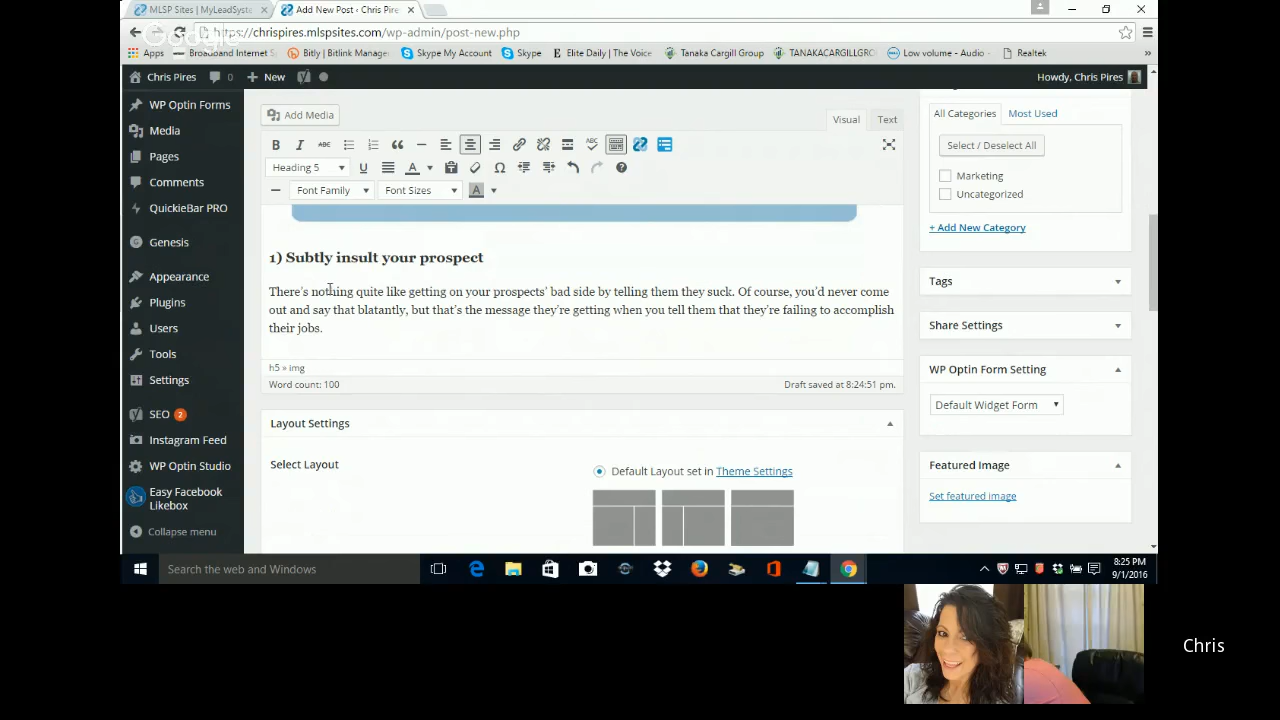 MLSP Sites | MyLeadSyst
Add New Post ‹ Chris Pire
https://chrispires.mlspsites.com/wp-admin/post-new.php
Google
Apps
Broadband Internet S
Bitly | Bitlink Manager
Skype My Account
Skype
Elite Daily | The Voice
Tanaka Cargill Group
TANAKACARGILLGRO
Low volume - Audio
Realtek
»
Chris Pires
0
New
Howdy, Chris Pires
WP Optin Forms
Media
Pages
Comments
QuickieBar PRO
Genesis
Appearance
Plugins
Users
Tools
Settings
SEO 2
Instagram Feed
WP Optin Studio
Easy Facebook
Likebox
Collapse menu
Add Media
Visual
Text
B I ABC
ABC
Heading 5
U
A
Ω
Font Family
Font Sizes
A
1) Subtly insult your prospect
There's nothing quite like getting on your prospects' bad side by telling them they suck. Of course, you'd never come
out and say that blatantly, but that's the message they're getting when you tell them that they're failing to accomplish
their jobs.
h5 » img
Word count: 100
Draft saved at 8:24:51 pm.
Layout Settings
Select Layout
Default Layout set in Theme Settings
All Categories
Most Used
Select / Deselect All
Marketing
Uncategorized
+ Add New Category
Tags
Share Settings
WP Optin Form Setting
Default Widget Form
Featured Image
Set featured image
Search the web and Windows
8:25 PM
9/1/2016
Chris